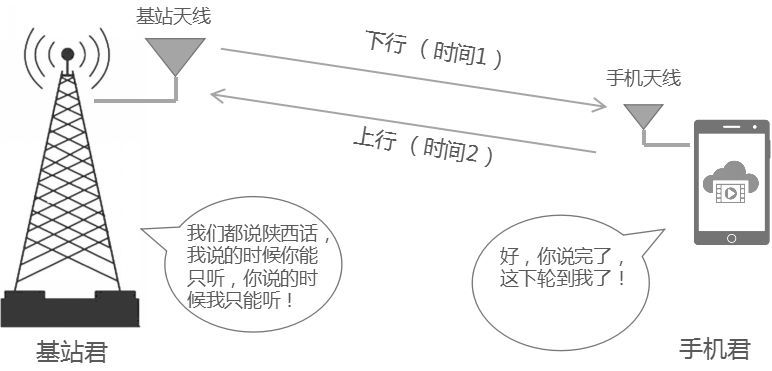 基站天线
下行（时间1）
手机天线
上行（时间2）
我们都说陕西话，
我说的时候你能
只听，你说的时
候我只能听！
好，你说完了，
这下轮到我了！
基站君
手机君